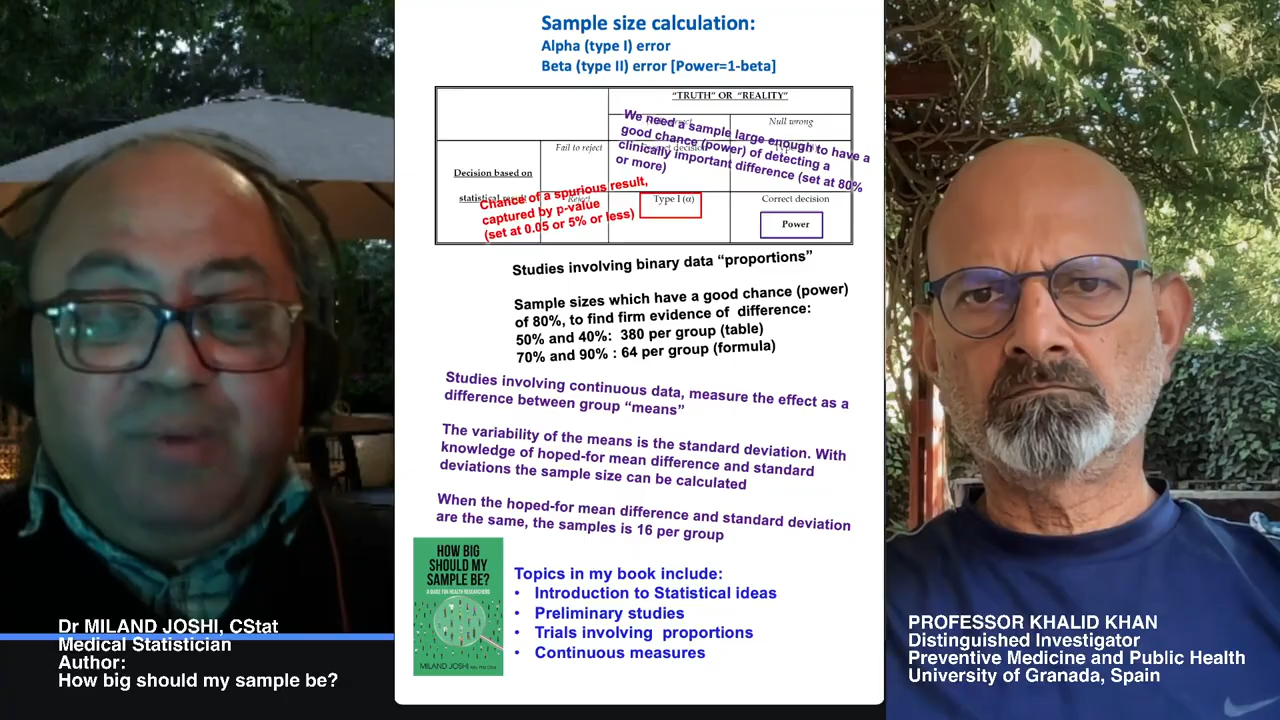 Sample size calculation:
Alpha (type I) error
Beta (type II) error [Power=1-beta]
"TRUTH" OR "REALITY"
Null wrong
We need a sample large enough to have a
good chance (power) of detecting a
clinically important difference (set at 80%
or more)
Fail to reject
Decision based on
statistical result
Reject
Chance of a spurious result,
captured by p-value
(set at 0.05 or 5% or less)
Type I (α)
Correct decision
Power
Studies involving binary data “proportions”
Sample sizes which have a good chance (power)
of 80%, to find firm evidence of difference:
50% and 40%: 380 per group (table)
70% and 90% : 64 per group (formula)
Studies involving continuous data, measure the effect as a
difference between group “means”
The variability of the means is the standard deviation. With
knowledge of hoped-for mean difference and standard
deviations the sample size can be calculated
When the hoped-for mean difference and standard deviation
are the same, the samples is 16 per group
HOW BIG
SHOULD MY
SAMPLE BE?
A GUIDE FOR HEALTH RESEARCHERS
MILAND JOSHI
Topics in my book include:
• Introduction to Statistical ideas
• Preliminary studies
• Trials involving proportions
• Continuous measures
Dr MILAND JOSHI, CStat
Medical Statistician
Author:
How big should my sample be?
PROFESSOR KHALID KHAN
Distinguished Investigator
Preventive Medicine and Public Health
University of Granada, Spain